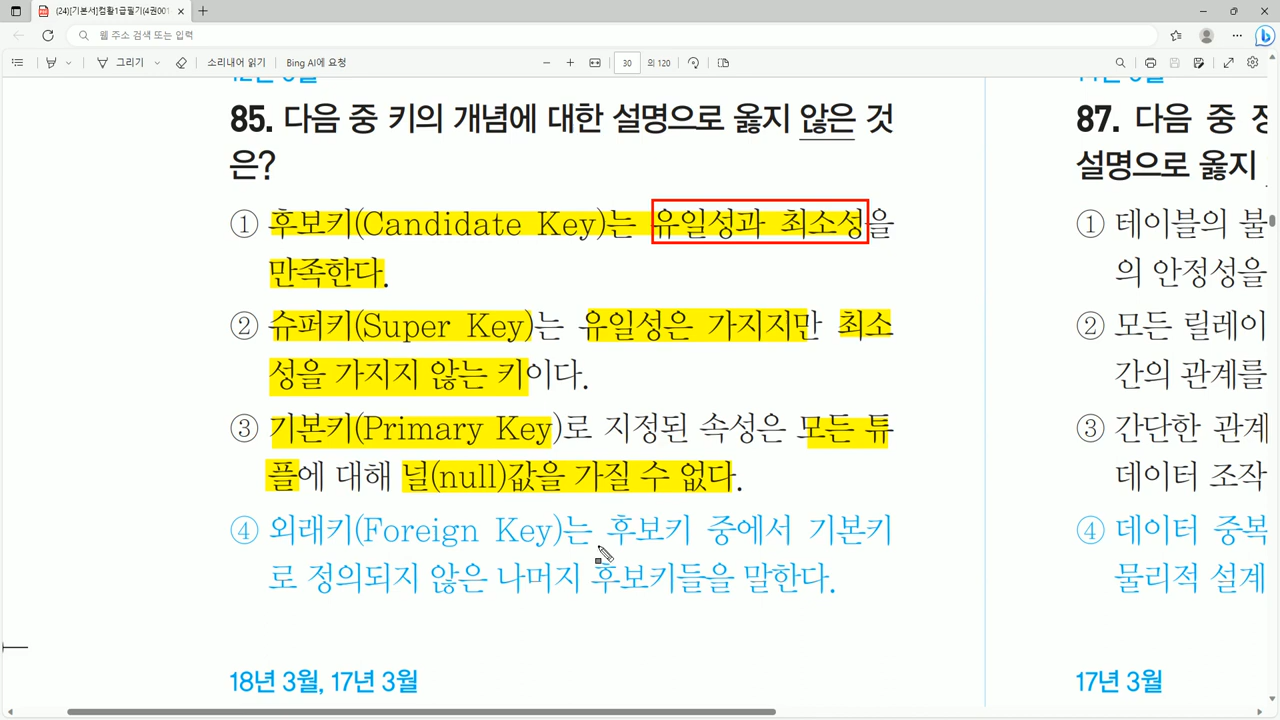 (24)[기본서]컴활1급필기(4권001
웹 주소 검색 또는 입력
그리기
소리내어 읽기
Bing AI에 요청
30
의 120
85. 다음 중 키의 개념에 대한 설명으로 옳지 않은 것
은?
① 후보키(Candidate Key)는 유일성과 최소성을
만족한다.
② 슈퍼키(Super Key)는 유일성은 가지지만 최소
성을 가지지 않는 키이다.
③ 기본키(Primary Key)로 지정된 속성은 모든 튜
플에 대해 널(null)값을 가질 수 없다.
④ 외래키(Foreign Key)는 후보키 중에서 기본키
로 정의되지 않은 나머지 후보키들을 말한다.
18년 3월, 17년 3월
87. 다음 중
설명으로 옳지
① 테이블의 불
의 안정성을
② 모든 릴레이
간의 관계를
③ 간단한 관계
데이터 조작
④ 데이터 중복
물리적 설계
17년 3월